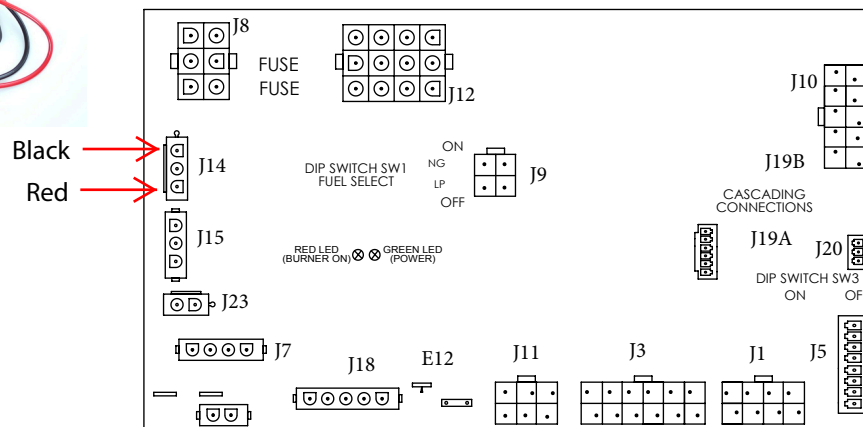 J8
FUSE
FUSE
J12
J10
Black
Red
J14
DIP SWITCH SW1
FUEL SELECT
ON
NG
LP
OFF
J9
J19B
CASCADING
CONNECTIONS
J15
RED LED
(BURNER ON)
GREEN LED
(POWER)
J19A
J20
DIP SWITCH SW3
ON
OF
J23
J7
J18
E12
J11
J3
J1
J5